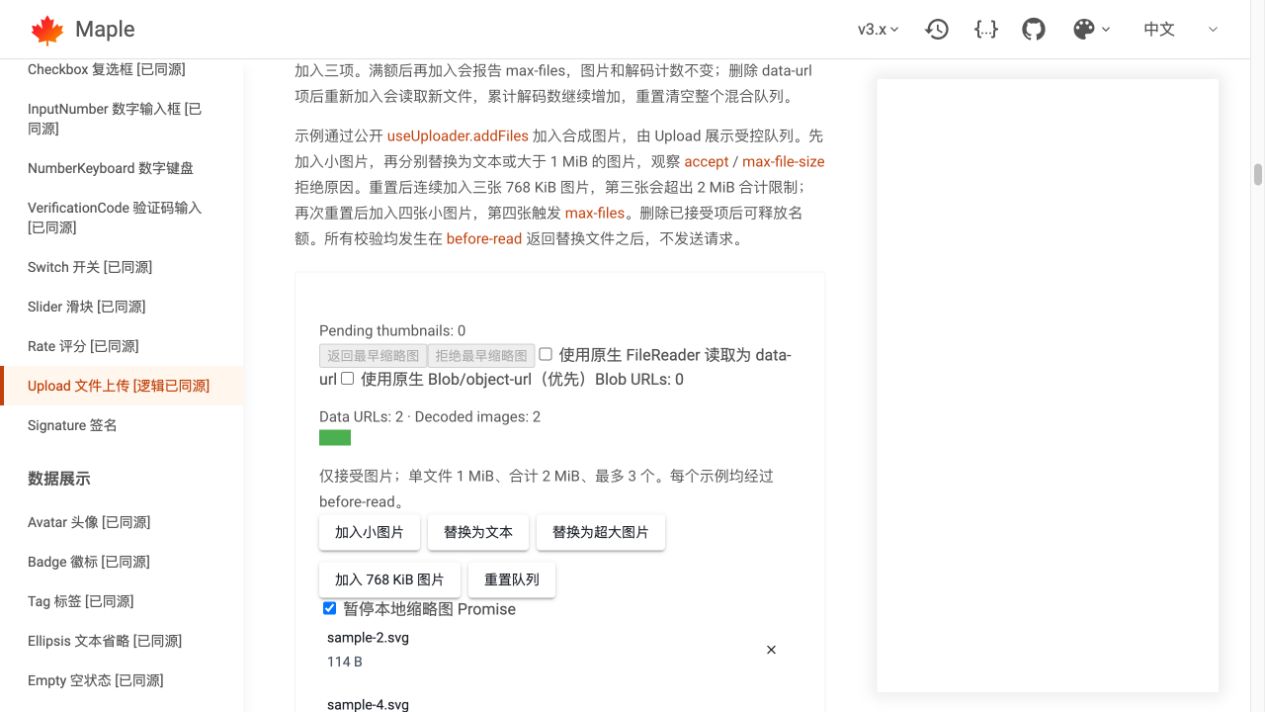 Maple
v3.x
中文
Checkbox 复选框 [已同源]
InputNumber 数字输入框 [已
同源]
NumberKeyboard 数字键盘
VerificationCode 验证码输入
[已同源]
Switch 开关 [已同源]
Slider 滑块 [已同源]
Rate 评分 [已同源]
Upload 文件上传 [逻辑已同源]
Signature 签名
数据展示
Avatar 头像 [已同源]
Badge 徽标 [已同源]
Tag 标签 [已同源]
Ellipsis 文本省略 [已同源]
Empty 空状态 [已同源]
加入三项。满额后再加入会报告 max-files，图片和解码计数不变；删除 data-url
项后重新加入会读取新文件，累计解码数继续增加，重置清空整个混合队列。
示例通过公开 useUploader.addFiles 加入合成图片，由 Upload 展示受控队列。先
加入小图片，再分别替换为文本或大于 1 MiB 的图片，观察 accept / max-file-size
拒绝原因。重置后连续加入三张 768 KiB 图片，第三张会超出 2 MiB 合计限制；
再次重置后加入四张小图片，第四张触发 max-files。删除已接受项后可释放名
额。所有校验均发生在 before-read 返回替换文件之后，不发送请求。
Pending thumbnails: 0
返回最早缩略图 拒绝最早缩略图 使用原生 FileReader 读取为 data-
url 使用原生 Blob/object-url（优先）Blob URLs: 0
Data URLs: 2 · Decoded images: 2
仅接受图片；单文件 1 MiB、合计 2 MiB、最多 3 个。每个示例均经过
before-read。
加入小图片 替换为文本 替换为超大图片
加入 768 KiB 图片 重置队列
暂停本地缩略图 Promise
sample-2.svg
114 B
sample-4.svg